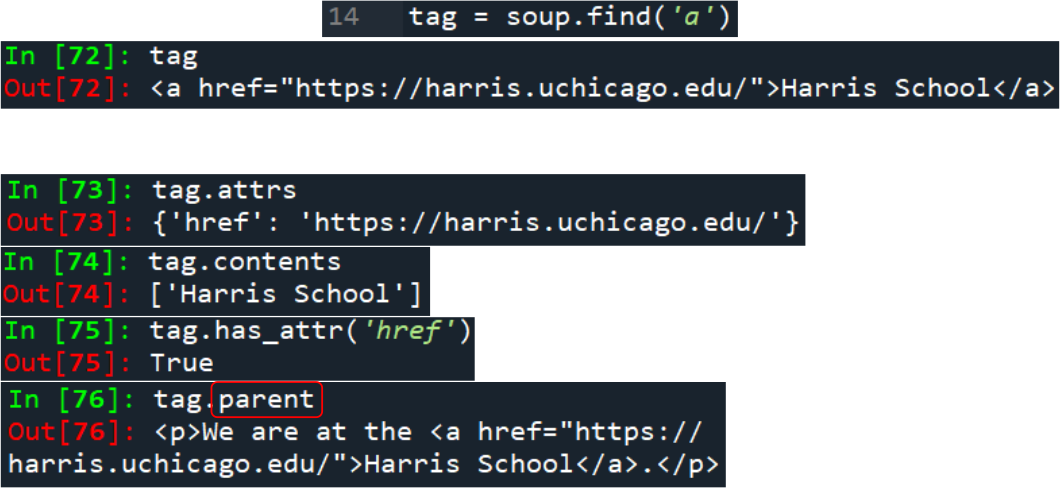 14 tag = soup.find('a')
In [72]: tag
Out[72]: <a href="https://harris.uchicago.edu/">Harris School</a>
In [73]: tag.attrs
Out[73]: {'href': 'https://harris.uchicago.edu/'}
In [74]: tag.contents
Out[74]: ['Harris School']
In [75]: tag.has_attr('href')
Out[75]: True
In [76]: tag.parent
Out[76]: <p>We are at the <a href="https://
harris.uchicago.edu/">Harris School</a>.</p>